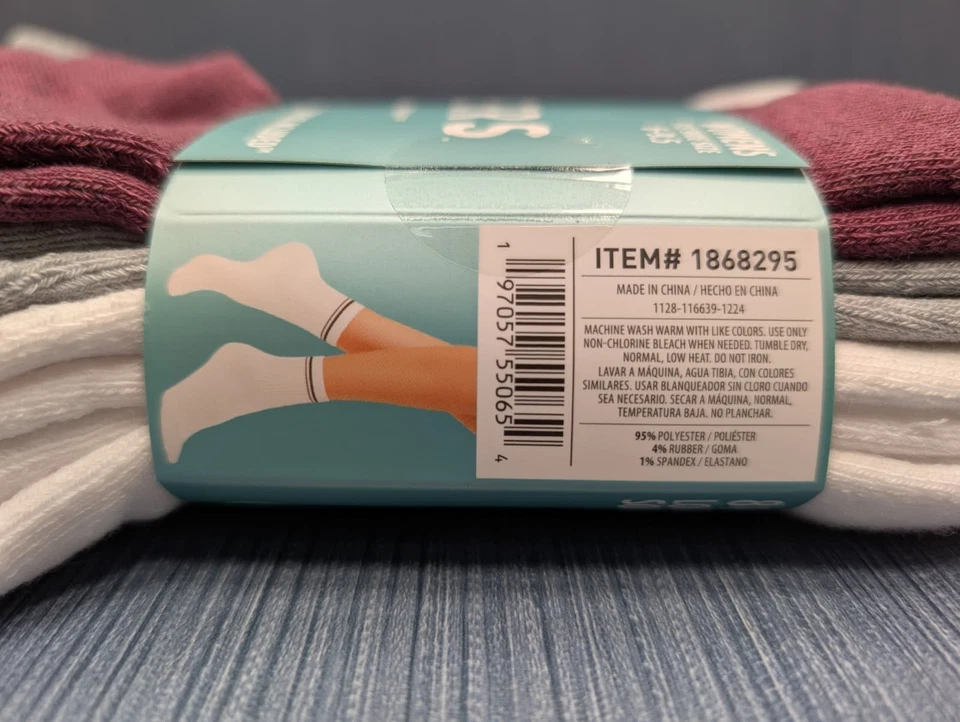 WOMEN'S
ITEM# 1868295
MADE IN CHINA / HECHO EN CHINA
1128-116639-1224
MACHINE WASH WARM WITH LIKE COLORS. USE ONLY
NON-CHLORINE BLEACH WHEN NEEDED. TUMBLE DRY,
NORMAL, LOW HEAT. DO NOT IRON.
LAVAR A MÁQUINA, AGUA TIBIA, CON COLORES
SIMILARES. USAR BLANQUEADOR SIN CLORO CUANDO
SEA NECESARIO. SECAR A MÁQUINA, NORMAL,
TEMPERATURA BAJA. NO PLANCHAR.
95% POLYESTER / POLIÉSTER
4% RUBBER / GOMA
1% SPANDEX / ELASTANO
1 97057 55065 4